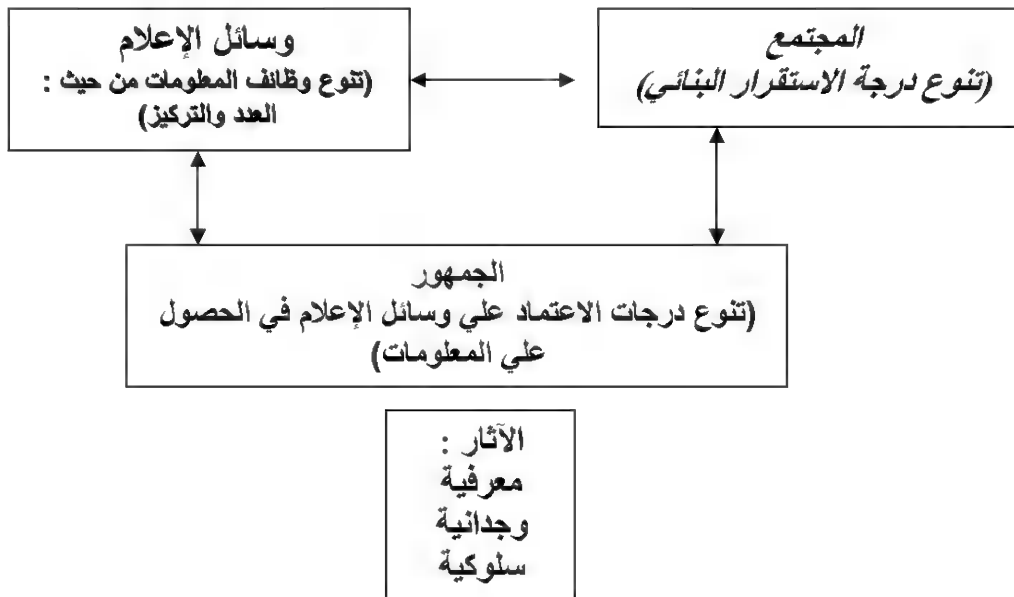 وسائل الإعلام
(تنوع وظائف المعلومات من حيث :
العدد والتركيز)
المجتمع
(تنوع درجة الاستقرار البنائي)
الجمهور
(تنوع درجات الاعتماد علي وسائل الإعلام في الحصول
علي المعلومات)
الآثار :
معرفية
وجدانية
سلوكية